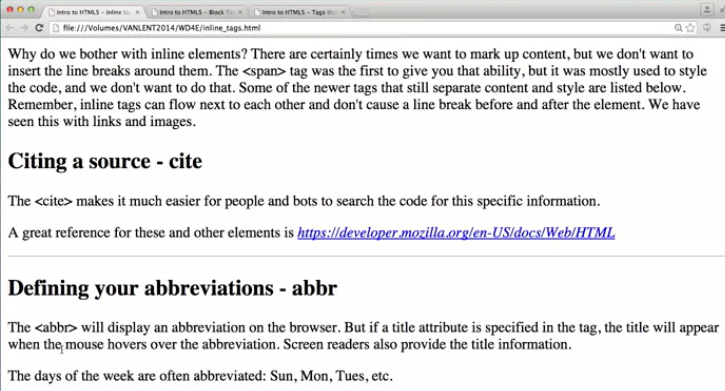 Intro to HTML5 – Inline ta
Intro to HTML5 – Block Ta
Intro to HTML5 – Tags tha
file:///Volumes/VANLENT2014/WD4E/inline_tags.html
Why do we bother with inline elements? There are certainly times we want to mark up content, but we don't want to
insert the line breaks around them. The <span> tag was the first to give you that ability, but it was mostly used to style
the code, and we don't want to do that. Some of the newer tags that still separate content and style are listed below.
Remember, inline tags can flow next to each other and don't cause a line break before and after the element. We have
seen this with links and images.
Citing a source - cite
The <cite> makes it much easier for people and bots to search the code for this specific information.
A great reference for these and other elements is https://developer.mozilla.org/en-US/docs/Web/HTML
Defining your abbreviations - abbr
The <abbr> will display an abbreviation on the browser. But if a title attribute is specified in the tag, the title will appear
when the mouse hovers over the abbreviation. Screen readers also provide the title information.
The days of the week are often abbreviated: Sun, Mon, Tues, etc.